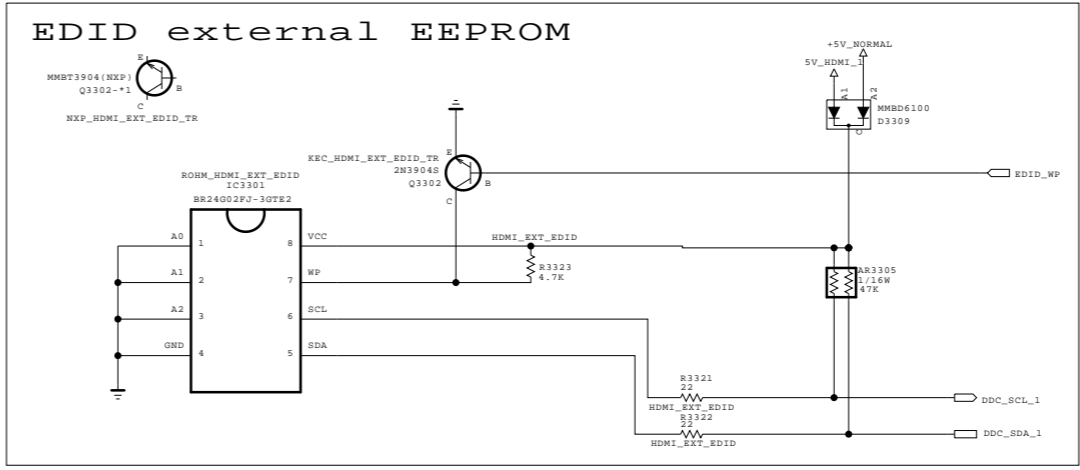 EDID external EEPROM
+5V_NORMAL
5V_HDMI_1
E
MMBT3904(NXP)
Q3302-*1
B
C
NXP_HDMI_EXT_EDID_TR
A1
A2
MMBD6100
D3309
C
E
KEC_HDMI_EXT_EDID_TR
2N3904S
Q3302
B
C
EDID_WP
ROHM_HDMI_EXT_EDID
IC3301
BR24G02FJ-3GTE2
A0
1
8
VCC
HDMI_EXT_EDID
A1
2
7
WP
R3323
4.7K
AR3305
1/16W
47K
A2
3
6
SCL
GND
4
5
SDA
R3321
22
HDMI_EXT_EDID
DDC_SCL_1
R3322
22
HDMI_EXT_EDID
DDC_SDA_1